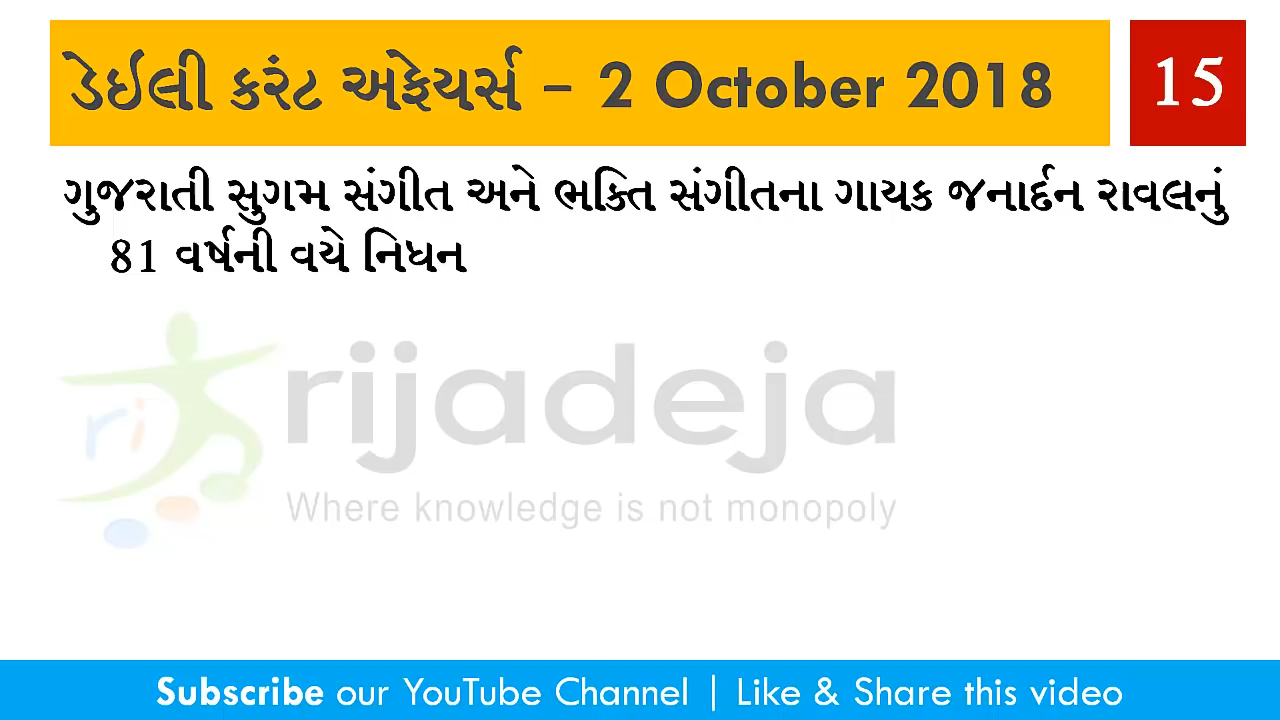 ડેઈલી કરંટ અફેયર્સ – 2 October 2018
15
ગુજરાતી સુગમ સંગીત અને ભક્તિ સંગીતના ગાયક જનાર્દન રાવલનું
81 વર્ષની વયે નિધન
ri
rijadeja
Where knowledge is not monopoly
Subscribe our YouTube Channel | Like & Share this video